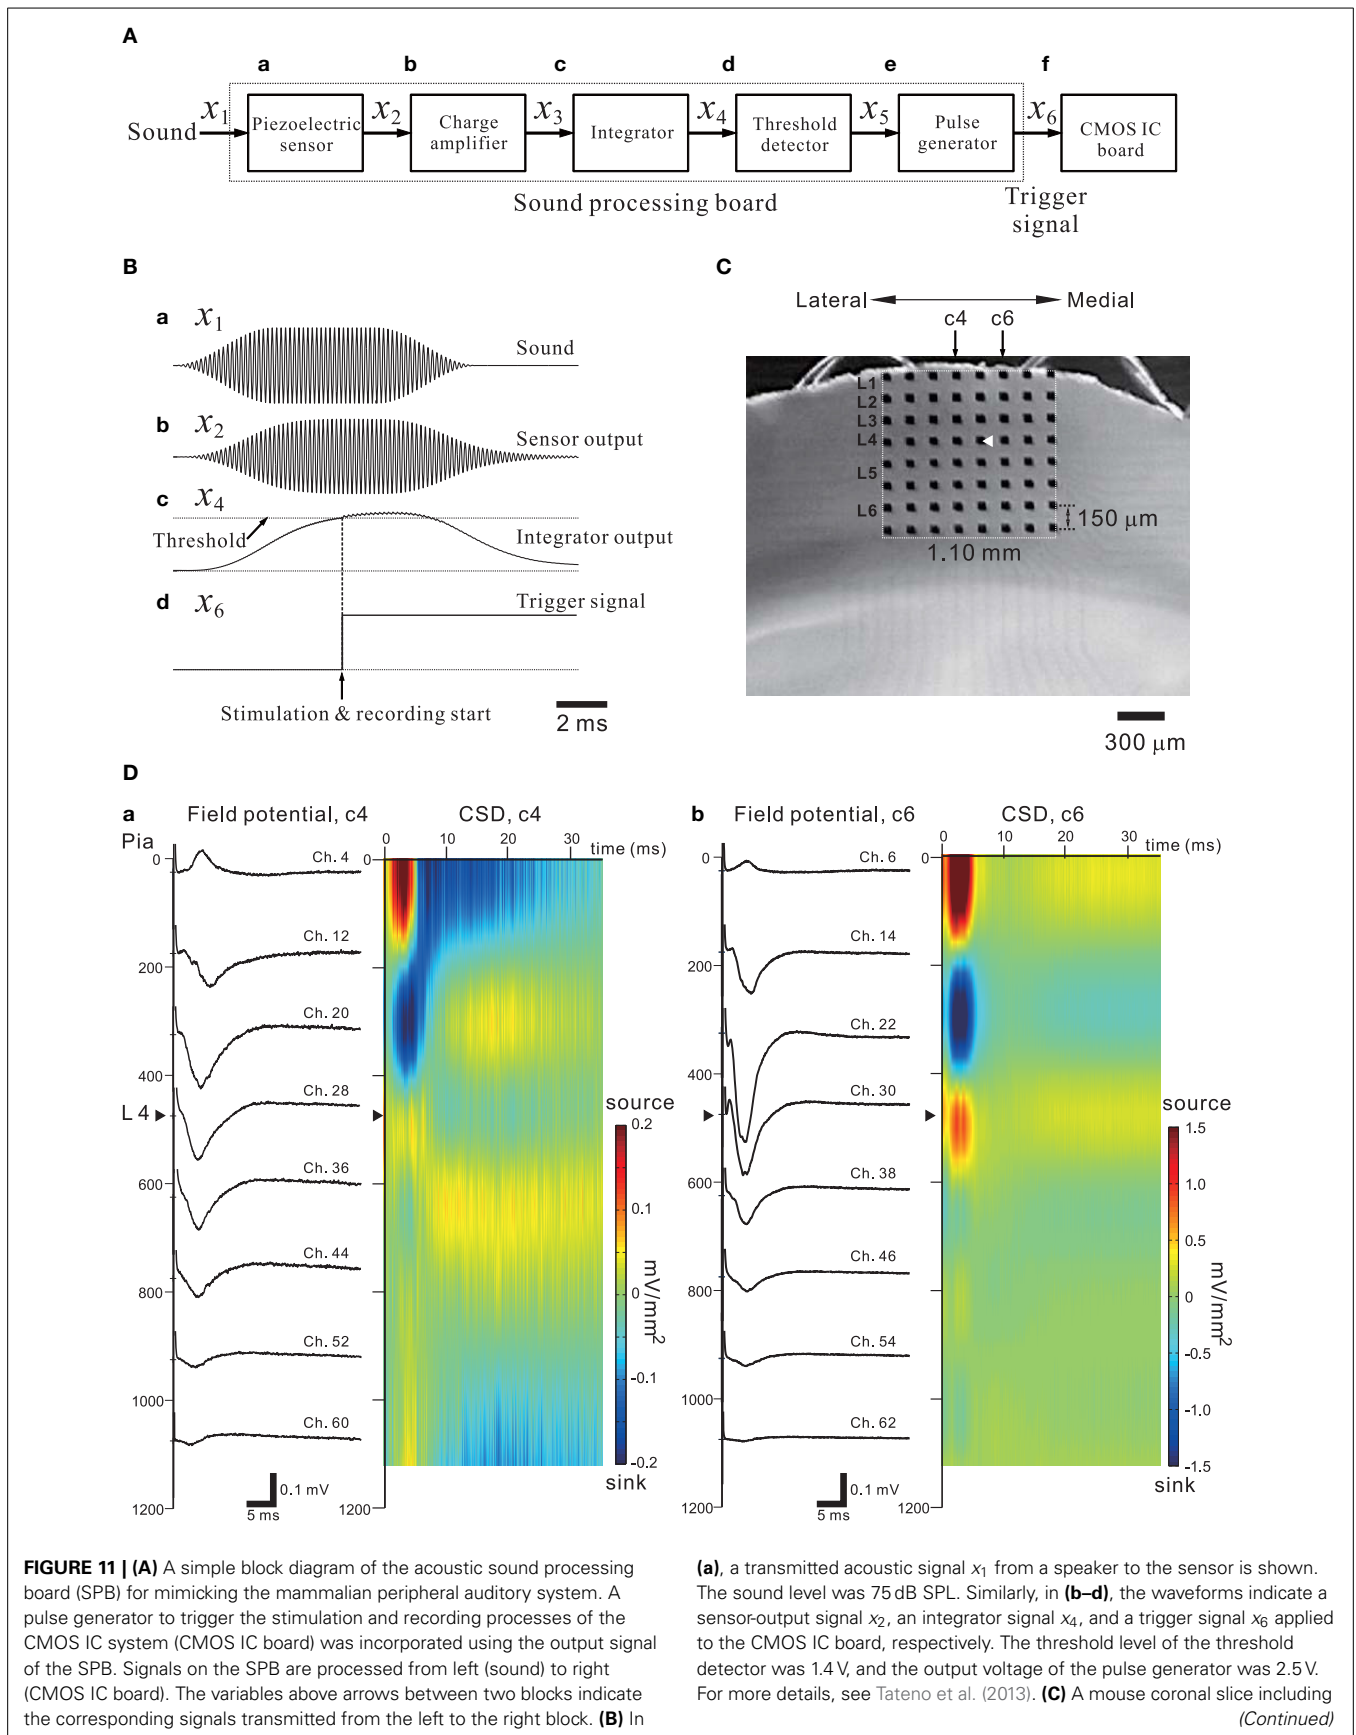 A
a b c d e f
x1 x2 x3 x4 x5 x6
Sound
Piezoelectric
sensor
Charge
amplifier
Integrator
Threshold
detector
Pulse
generator
CMOS IC
board
Sound processing board
Trigger
signal
B
a x1
Sound
b x2
Sensor output
c x4
Threshold
Integrator output
d x6
Trigger signal
Stimulation & recording start
2 ms
C
Lateral Medial
c4 c6
L1
L2
L3
L4
L5
L6
150 μm
1.10 mm
300 μm
D
a Field potential, c4 CSD, c4
Pia
0 10 20 30
time (ms)
0
200
400
L 4
600
800
1000
1200
Ch. 4
Ch. 12
Ch. 20
Ch. 28
Ch. 36
Ch. 44
Ch. 52
Ch. 60
0.1 mV
5 ms
0
1200
source
0.2
0.1
0
-0.1
-0.2
mV/mm2
sink
b Field potential, c6 CSD, c6
0 10 20 30
time (ms)
0
200
400
600
800
1000
1200
Ch. 6
Ch. 14
Ch. 22
Ch. 30
Ch. 38
Ch. 46
Ch. 54
Ch. 62
0.1 mV
5 ms
0
1200
source
1.5
1.0
0
-1.0
-1.5
mV/mm2
sink
FIGURE 11 | (A) A simple block diagram of the acoustic sound processing
board (SPB) for mimicking the mammalian peripheral auditory system. A
pulse generator to trigger the stimulation and recording processes of the
CMOS IC system (CMOS IC board) was incorporated using the output signal
of the SPB. Signals on the SPB are processed from left (sound) to right
(CMOS IC board). The variables above arrows between two blocks indicate
the corresponding signals transmitted from the left to the right block. (B) In
(a), a transmitted acoustic signal x1 from a speaker to the sensor is shown.
The sound level was 75 dB SPL. Similarly, in (b–d), the waveforms indicate a
sensor-output signal x2, an integrator signal x4, and a trigger signal x6 applied
to the CMOS IC board, respectively. The threshold level of the threshold
detector was 1.4 V, and the output voltage of the pulse generator was 2.5 V.
For more details, see Tateno et al. (2013). (C) A mouse coronal slice including
(Continued)